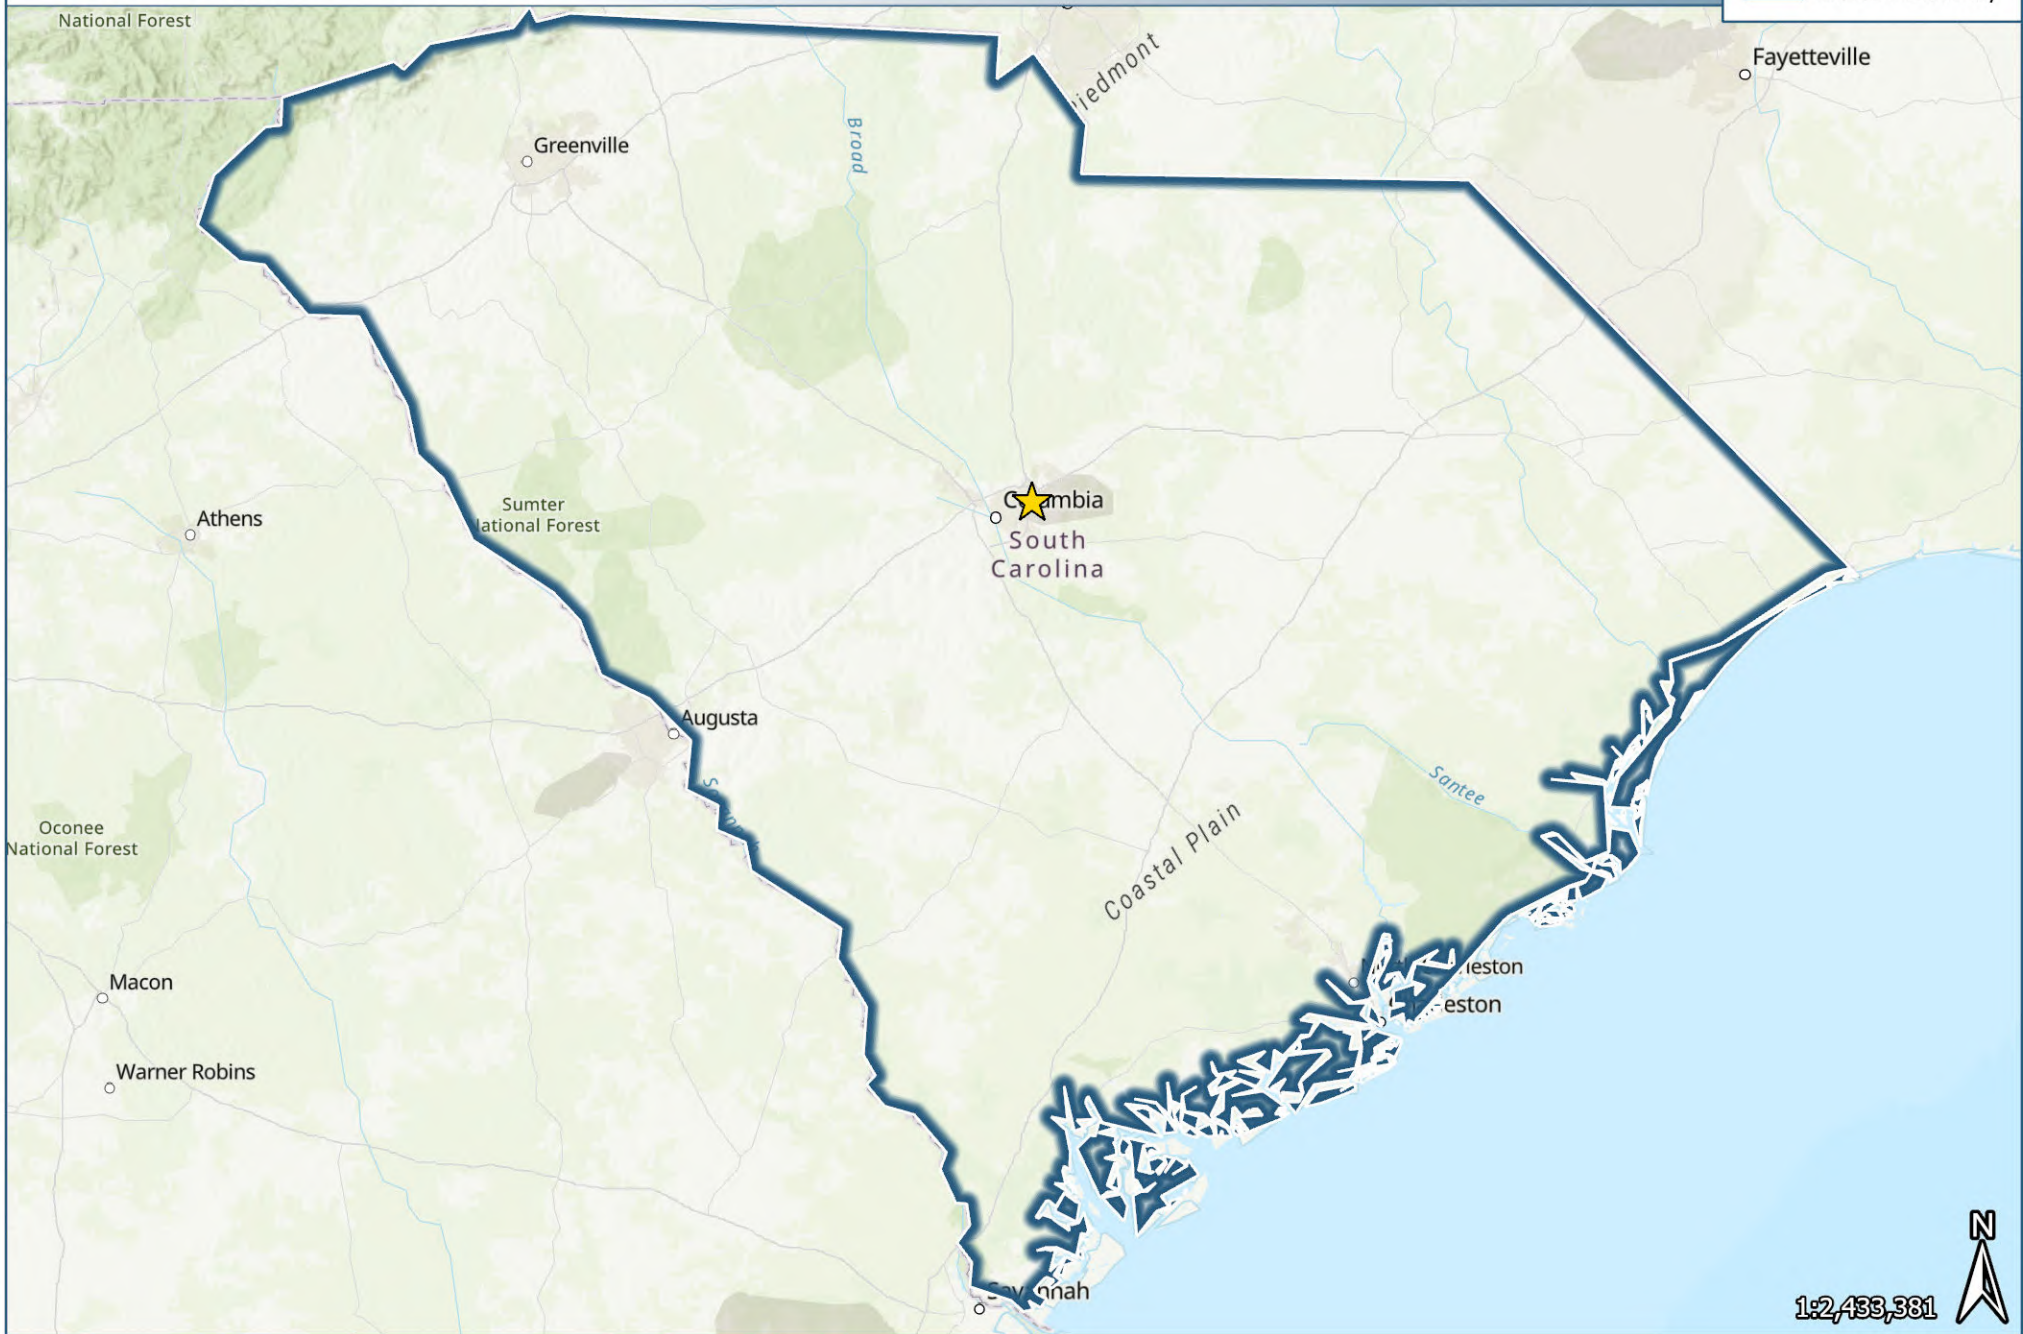 National Forest
Fayetteville
Piedmont
Greenville
Broad
Sumter
National Forest
South
Carolina
Athens
Augusta
Santee
Oconee
National Forest
Coastal Plain
Macon
Warner Robins
N
1:2,433,381